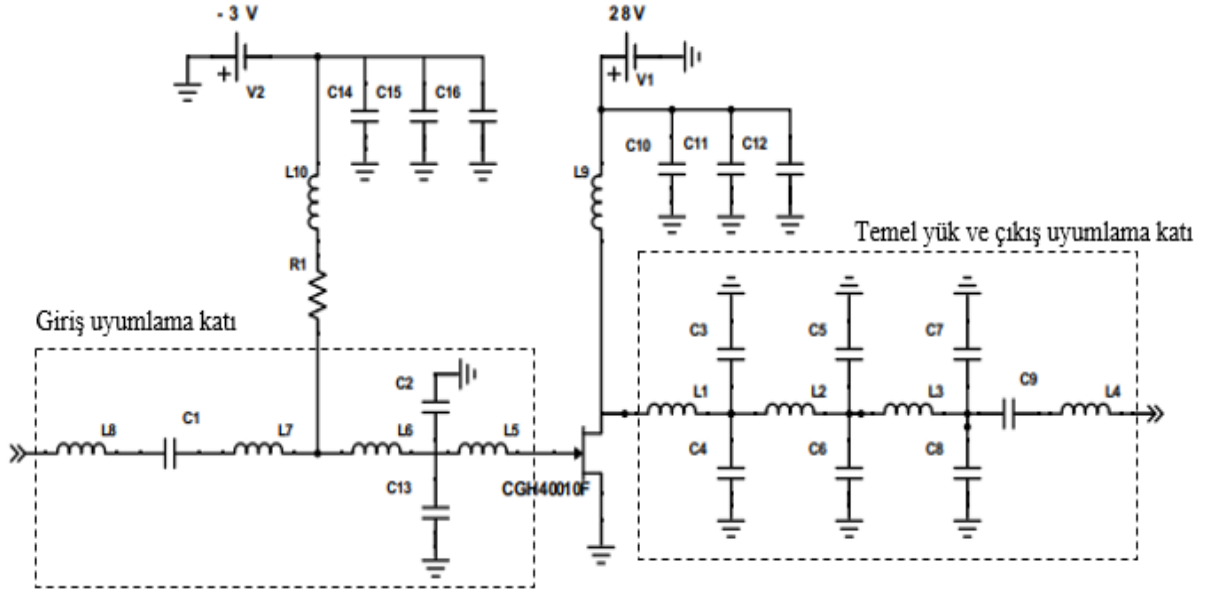 - 3 V
28V
+
V2
C14
C15
C16
+
V1
C10
C11
C12
L10
L9
R1
Temel yük ve çıkış uyumlama katı
Giriş uyumlama katı
C3
C5
C7
C2
C9
L1
L2
L3
L4
L8
C1
L7
L6
L5
C4
C6
C8
C13
CGH40010F